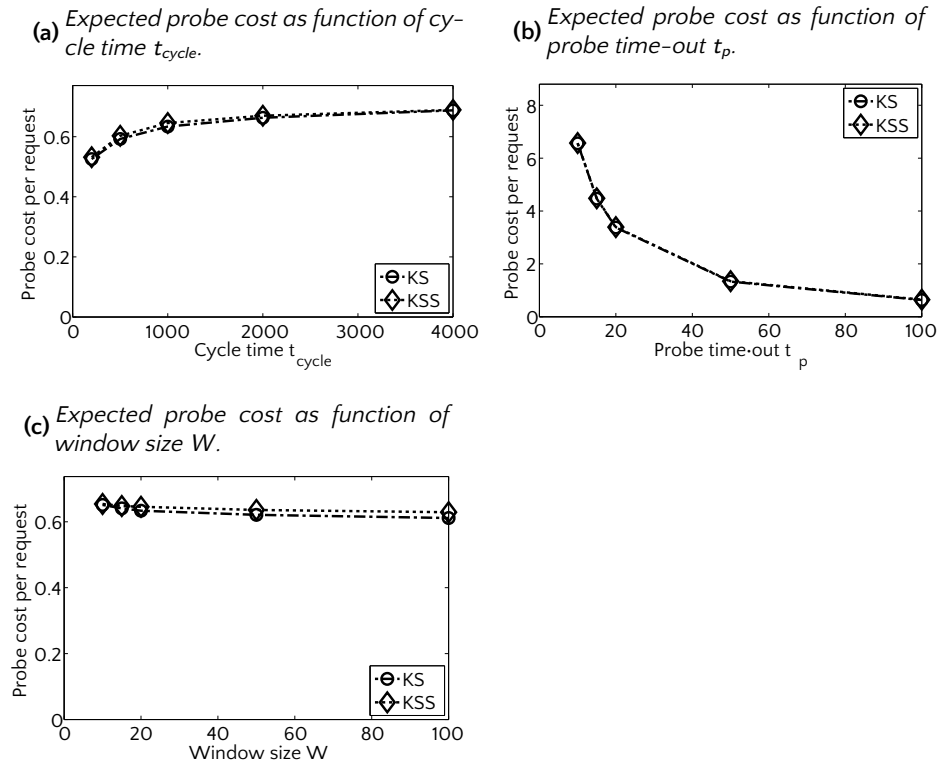 (a) Expected probe cost as function of cy-
cle time tcycle.
Probe cost per request
0.6
0.4
0.2
0
0 1000 2000 3000 4000
KS
KSS
Cycle time t cycle
(b) Expected probe cost as function of
probe time-out tp.
Probe cost per request
8
6
4
2
0
0 20 40 60 80 100
KS
KSS
Probe time·out t p
(c) Expected probe cost as function of
window size W.
Probe cost per request
0.6
0.4
0.2
0
0 20 40 60 80 100
KS
KSS
Window size W